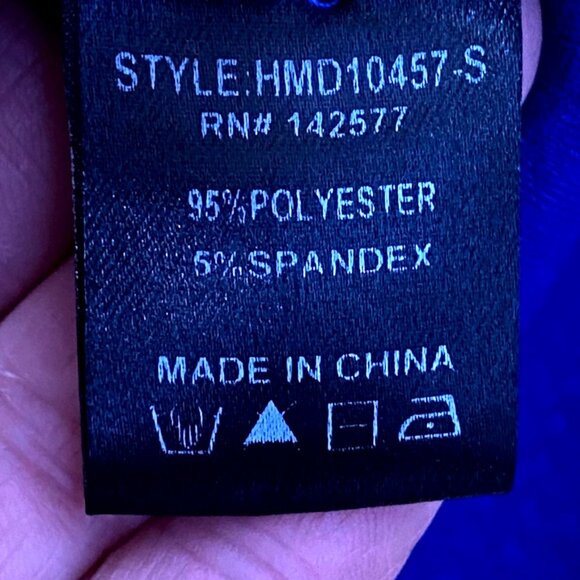 STYLE:HMD10457-S
RN# 142577
95%POLYESTER
5%SPANDEX
MADE IN CHINA